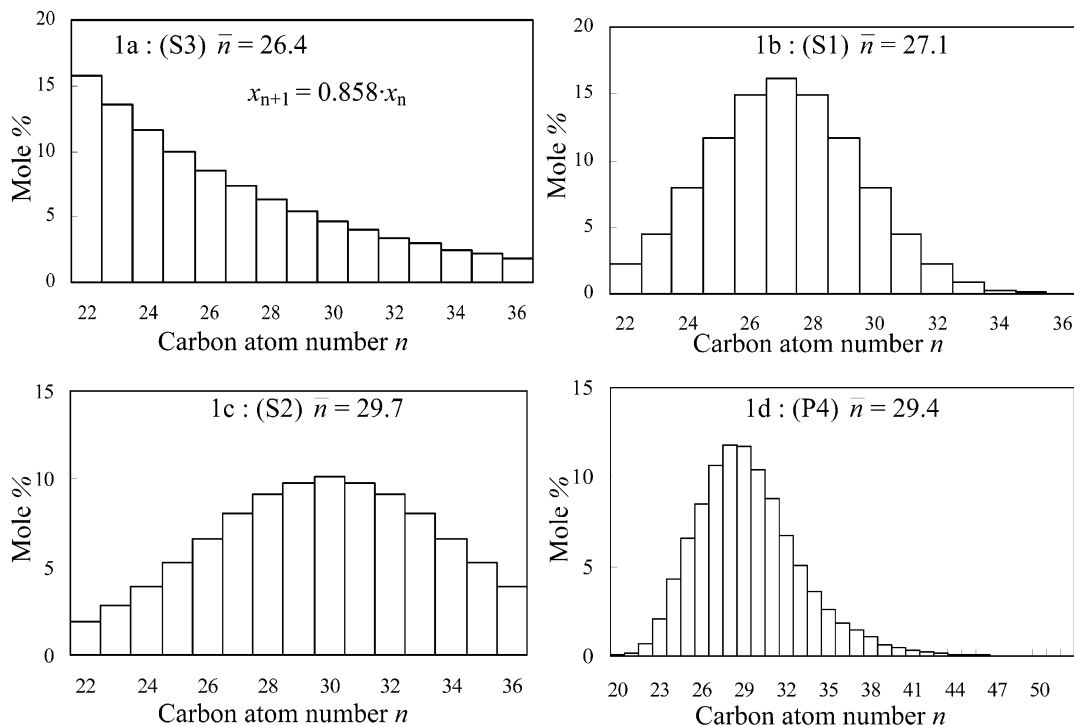 1a : (S3) n̅ = 26.4
xₙ₊₁ = 0.858·xₙ
20
15
10
5
0
Mole %
22 24 26 28 30 32 34 36
Carbon atom number n
1b : (S1) n̅ = 27.1
20
15
10
5
0
Mole %
22 24 26 28 30 32 34 36
Carbon atom number n
1c : (S2) n̅ = 29.7
15
10
5
0
Mole %
22 24 26 28 30 32 34 36
Carbon atom number n
1d : (P4) n̅ = 29.4
15
10
5
0
Mole %
20 23 26 29 32 35 38 41 44 47 50
Carbon atom number n